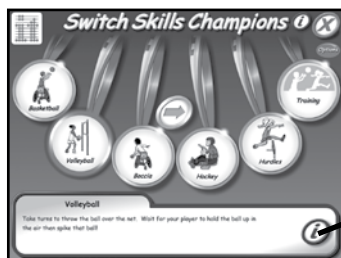 Switch Skills Champions
Basketball
Training
Volleyball
Boccia
Hockey
Hurdles
Volleyball
Take turns to throw the ball over the net. Wait for your player to hold the ball up in
the air then spike that ball!